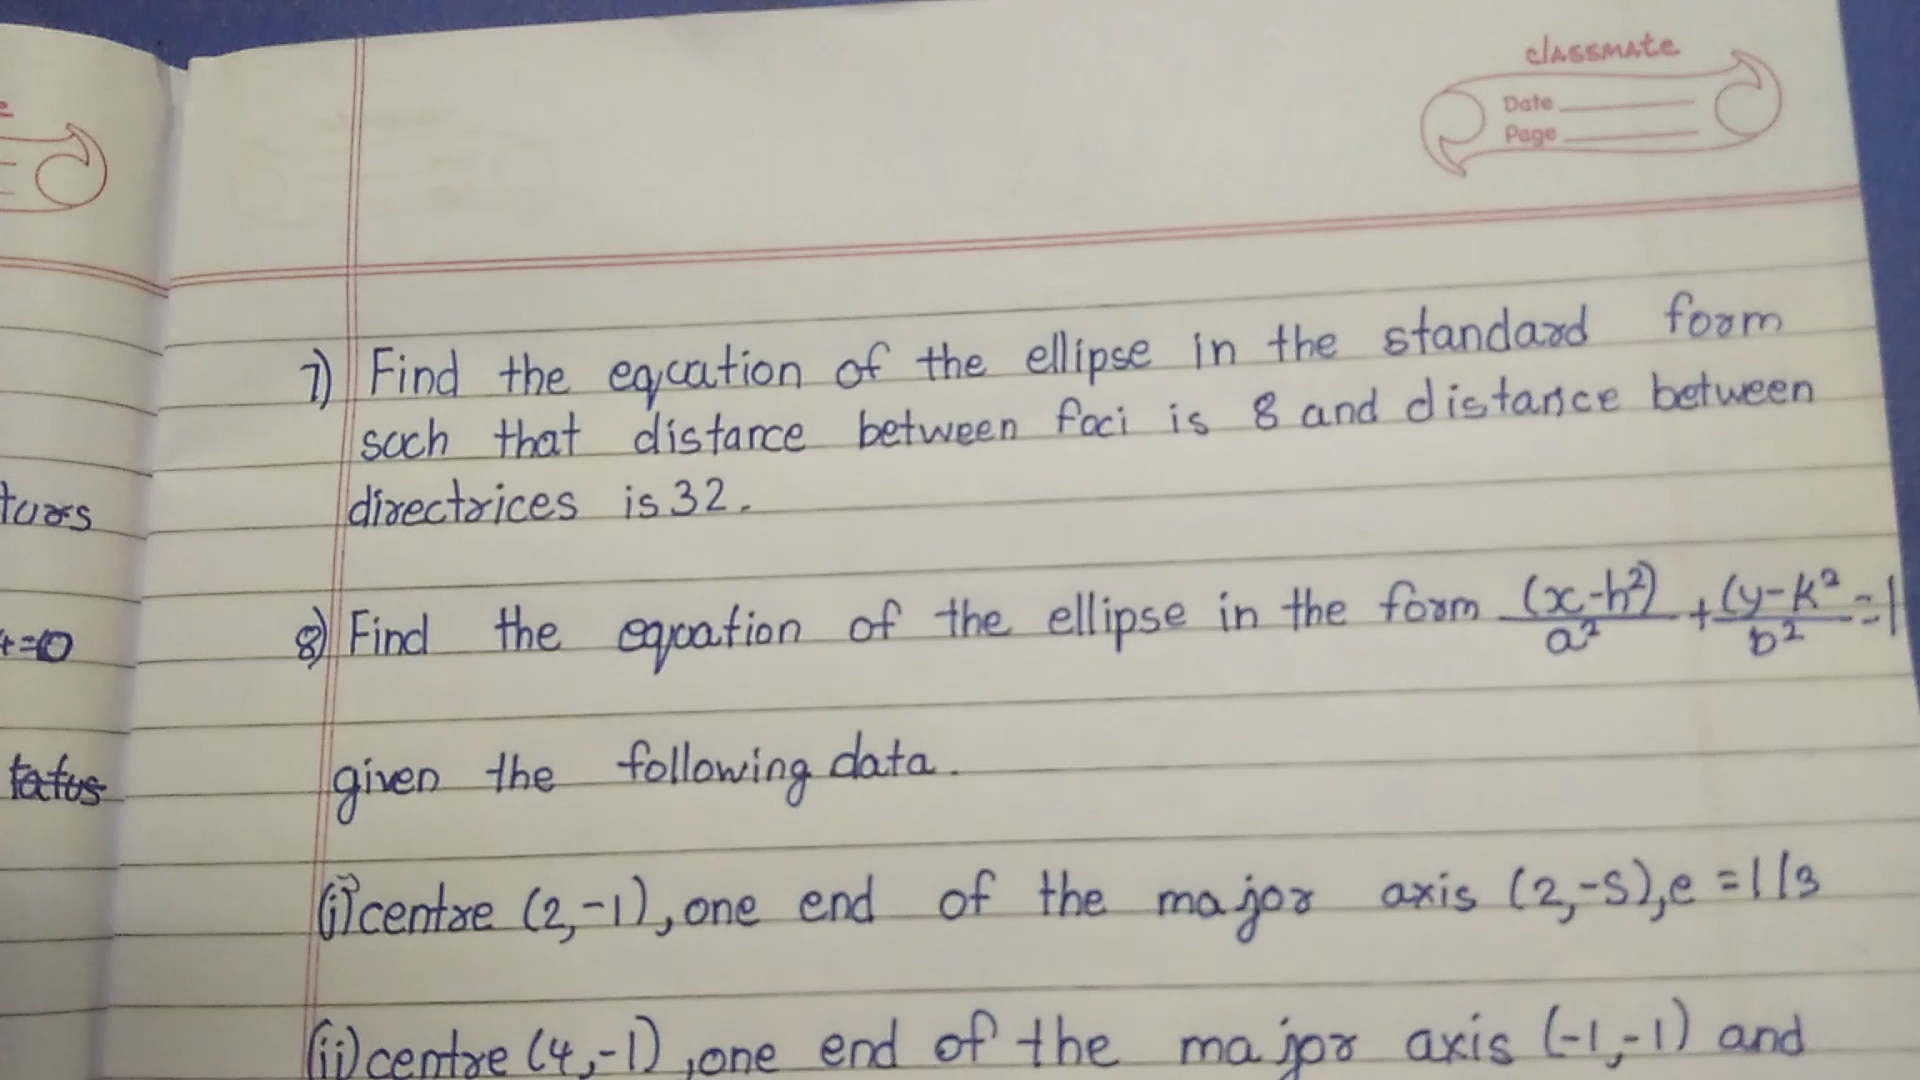 classmate
Date
Page
7) Find the equation of the ellipse in the standard form
such that distance between foci is 8 and distance between
directrices is 32.
8) Find the equation of the ellipse in the form (x-h²)/a² + (y-k²/b² = 1
given the following data.
(i) centre (2,-1), one end of the major axis (2,-5), e = 1/3
(ii) centre (4,-1), one end of the major axis (-1,-1) and